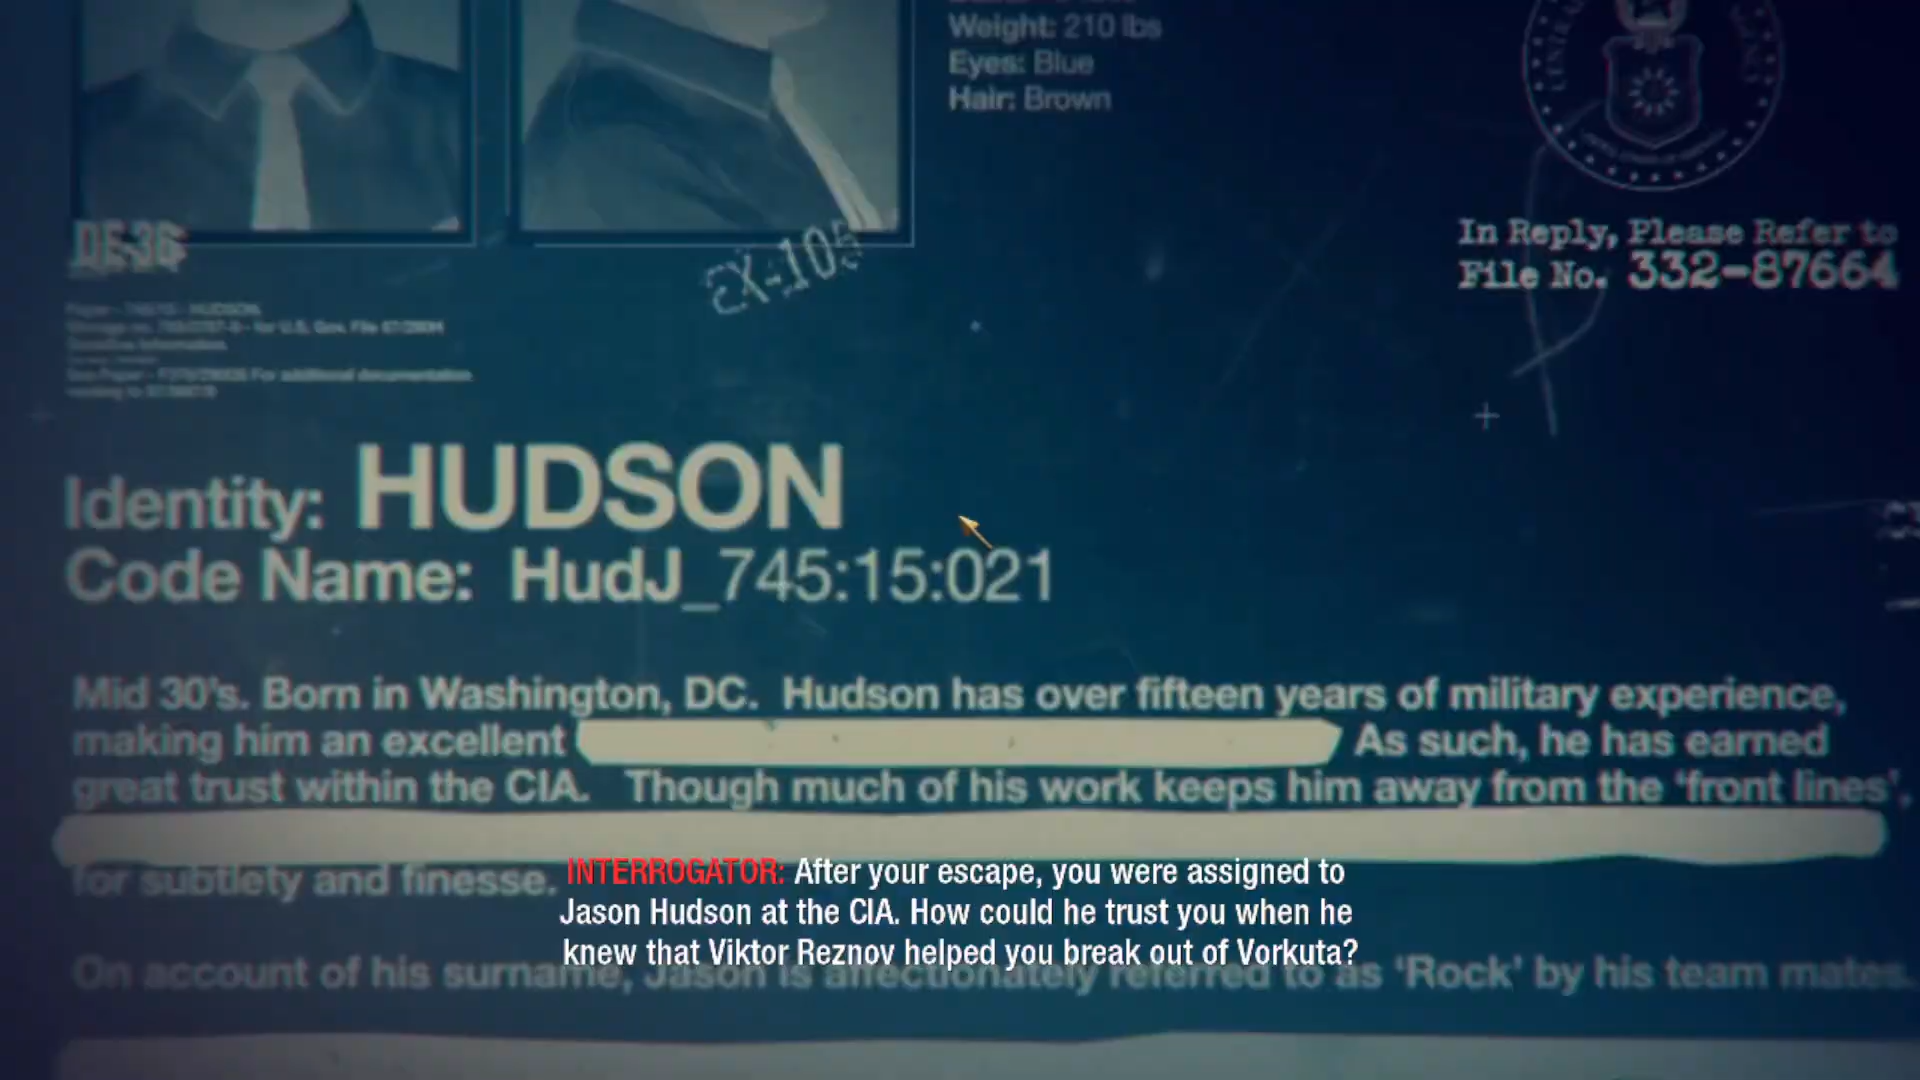 Weight: 210 lbs
Eyes: Blue
Hair: Brown
In Reply, Please Refer to
File No. 332-87664
DE-36
EX-105
Identity: HUDSON
Code Name: HudJ_745:15:021
Mid 30's. Born in Washington, DC. Hudson has over fifteen years of military experience,
making him an excellent As such, he has earned
great trust within the CIA. Though much of his work keeps him away from the 'front lines',
for subtlety and finesse.
INTERROGATOR: After your escape, you were assigned to
Jason Hudson at the CIA. How could he trust you when he
knew that Viktor Reznov helped you break out of Vorkuta?
On account of his surname, Jason is affectionately referred to as 'Rock' by his team mates.